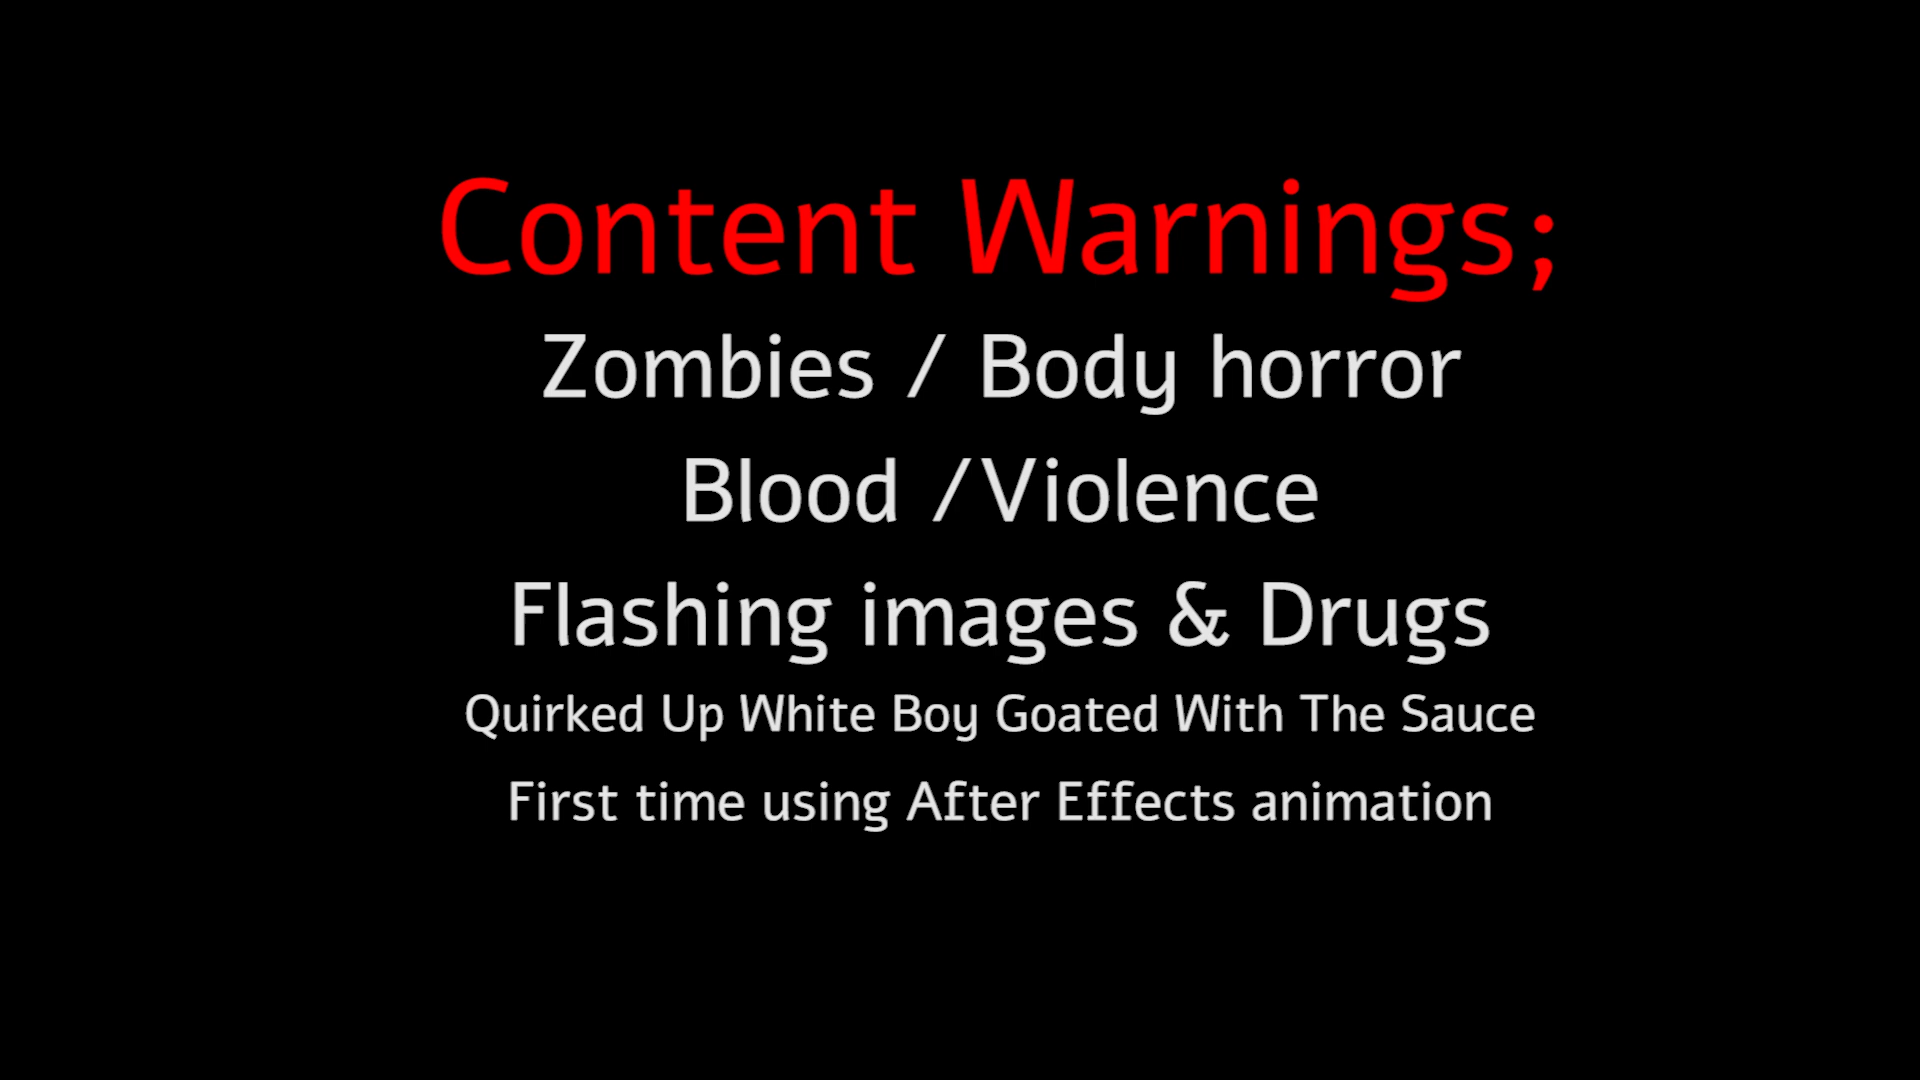 Content Warnings;
Zombies / Body horror
Blood /Violence
Flashing images & Drugs
Quirked Up White Boy Goated With The Sauce
First time using After Effects animation